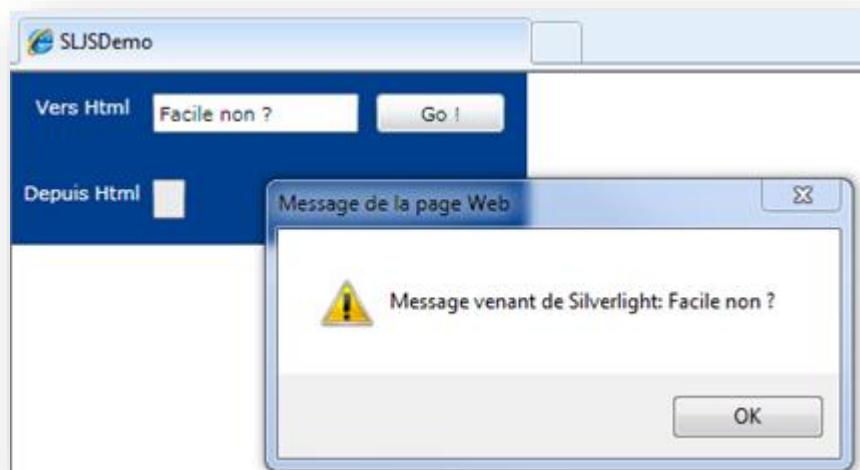 SLJSDemo
Vers Html
Facile non ?
Go !
Depuis Html
Message de la page Web
Message venant de Silverlight: Facile non ?
OK